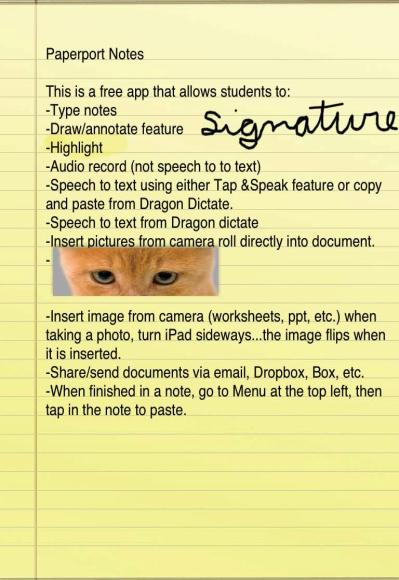 Paperport Notes
This is a free app that allows students to:
-Type notes
-Draw/annotate feature
signature
-Highlight
-Audio record (not speech to to text)
-Speech to text using either Tap &Speak feature or copy
and paste from Dragon Dictate.
-Speech to text from Dragon dictate
-Insert pictures from camera roll directly into document.
-
-Insert image from camera (worksheets, ppt, etc.) when
taking a photo, turn iPad sideways...the image flips when
it is inserted.
-Share/send documents via email, Dropbox, Box, etc.
-When finished in a note, go to Menu at the top left, then
tap in the note to paste.